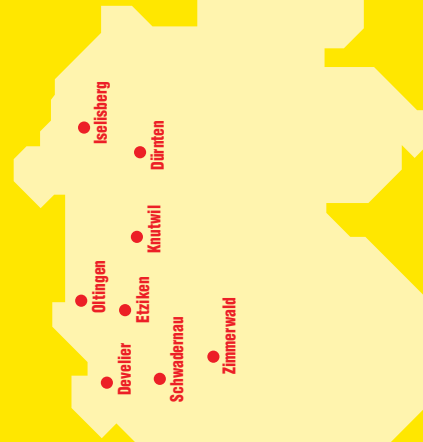 Iselisberg
Dürnten
Knutwil
Oltingen
Etziken
Develier
Schwadernau
Zimmerwald